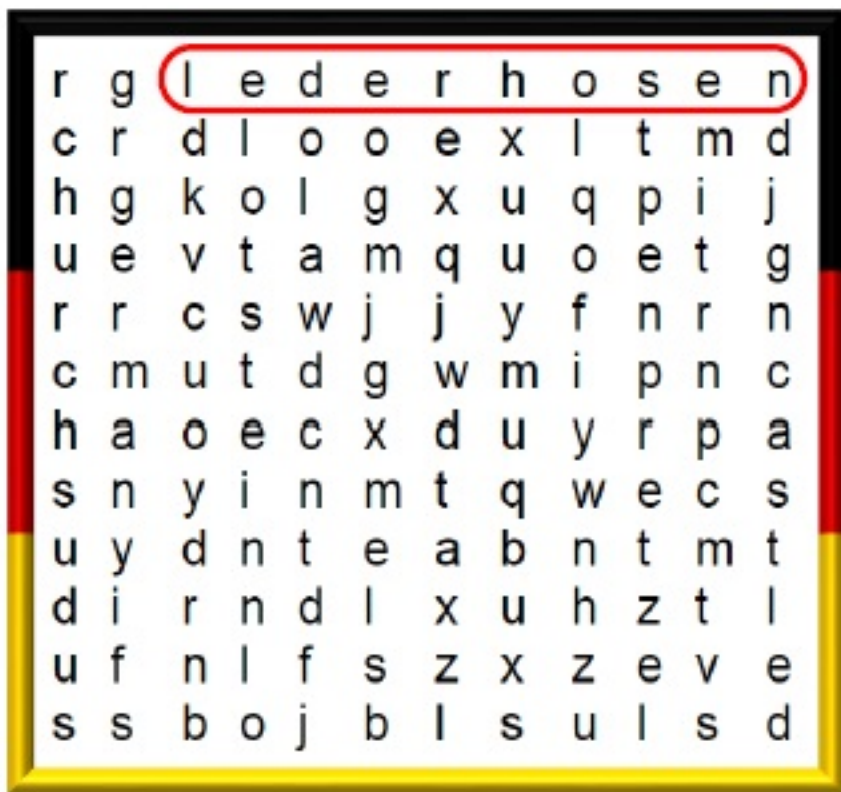 r g l e d e r h o s e n
c r d l o o e x l t m d
h g k o l g x u q p i j
u e v t a m q u o e t g
r r c s w j j y f n r n
c m u t d g w m i p n c
h a o e c x d u y r p a
s n y i n m t q w e c s
u y d n t e a b n t m t
d i r n d l x u h z t l
u f n l f s z x z e v e
s s b o j b l s u l s d